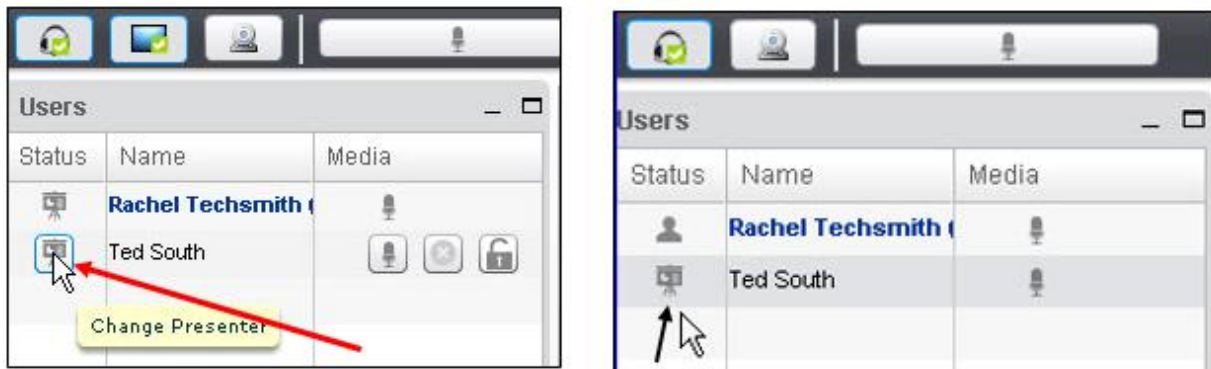 Users
Status Name Media
Rachel Techsmith (
Ted South
Change Presenter
Users
Status Name Media
Rachel Techsmith (
Ted South